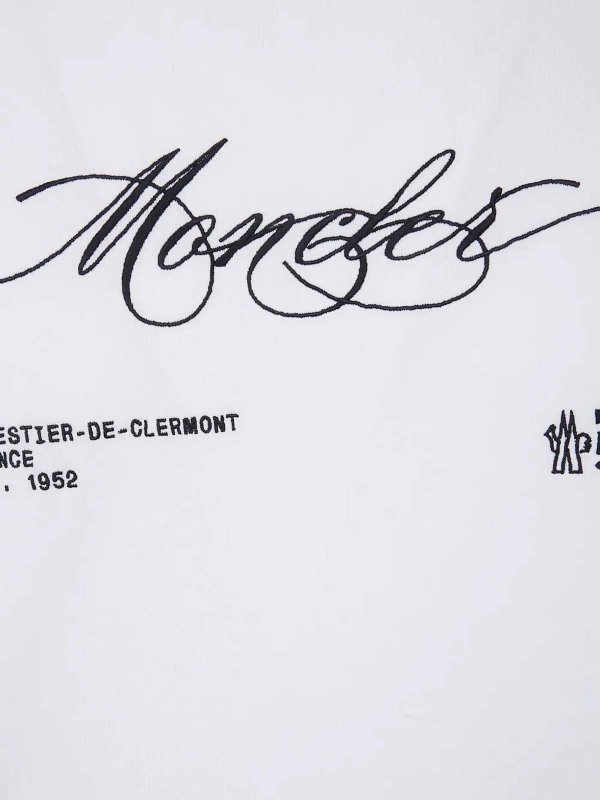 Moncler
ESTIER-DE-CLERMONT
NCE
. 1952